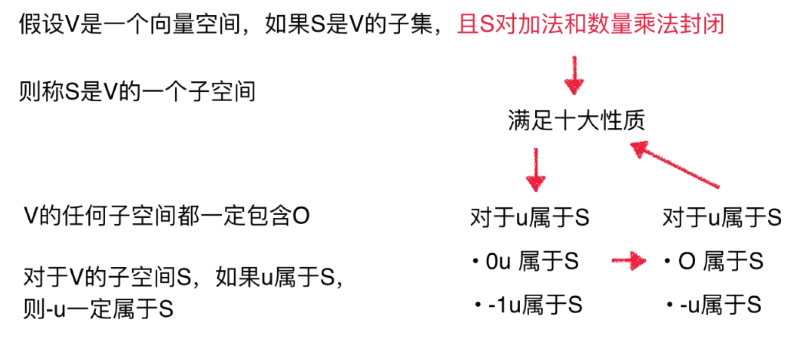 假设V是一个向量空间，如果S是V的子集，且S对加法和数量乘法封闭
则称S是V的一个子空间
满足十大性质
V的任何子空间都一定包含O
对于V的子空间S，如果u属于S，
则-u一定属于S
对于u属于S
• 0u 属于S
• -1u属于S
对于u属于S
• O 属于S
• -u属于S